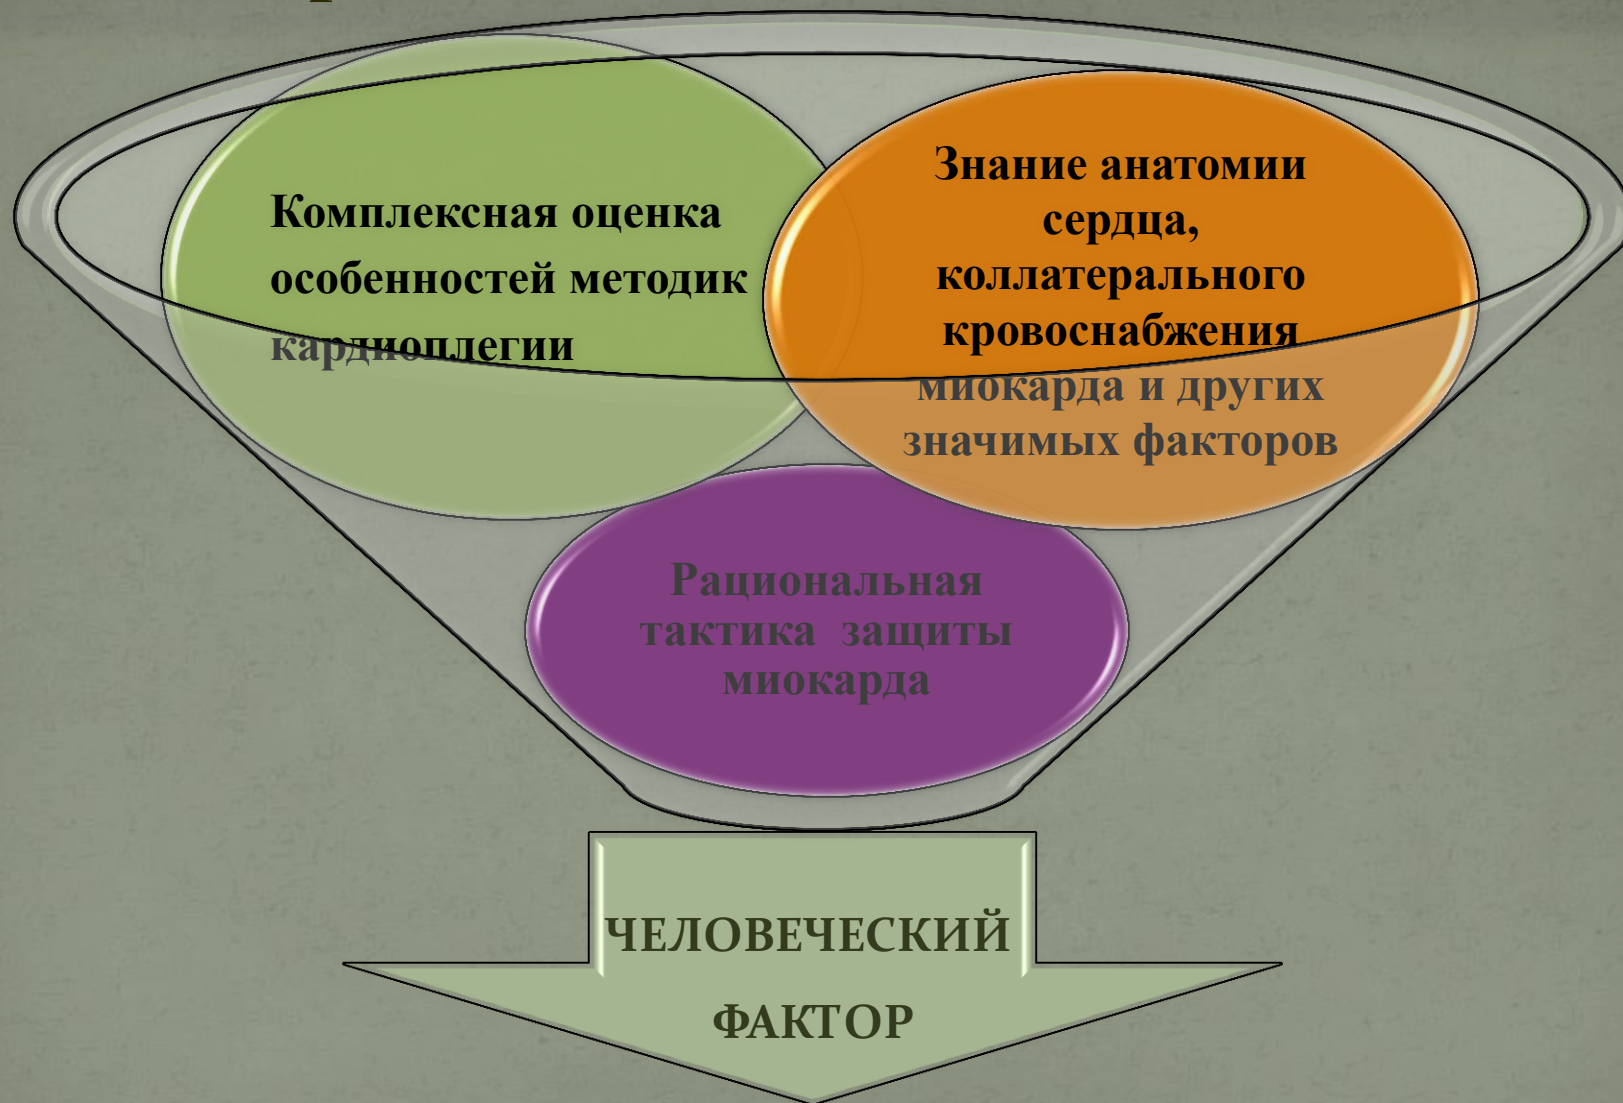 Комплексная оценка
особенностей методик
кардиоплегии
Знание анатомии
сердца,
коллатерального
кровоснабжения
миокарда и других
значимых факторов
Рациональная
тактика защиты
миокарда
ЧЕЛОВЕЧЕСКИЙ
ФАКТОР